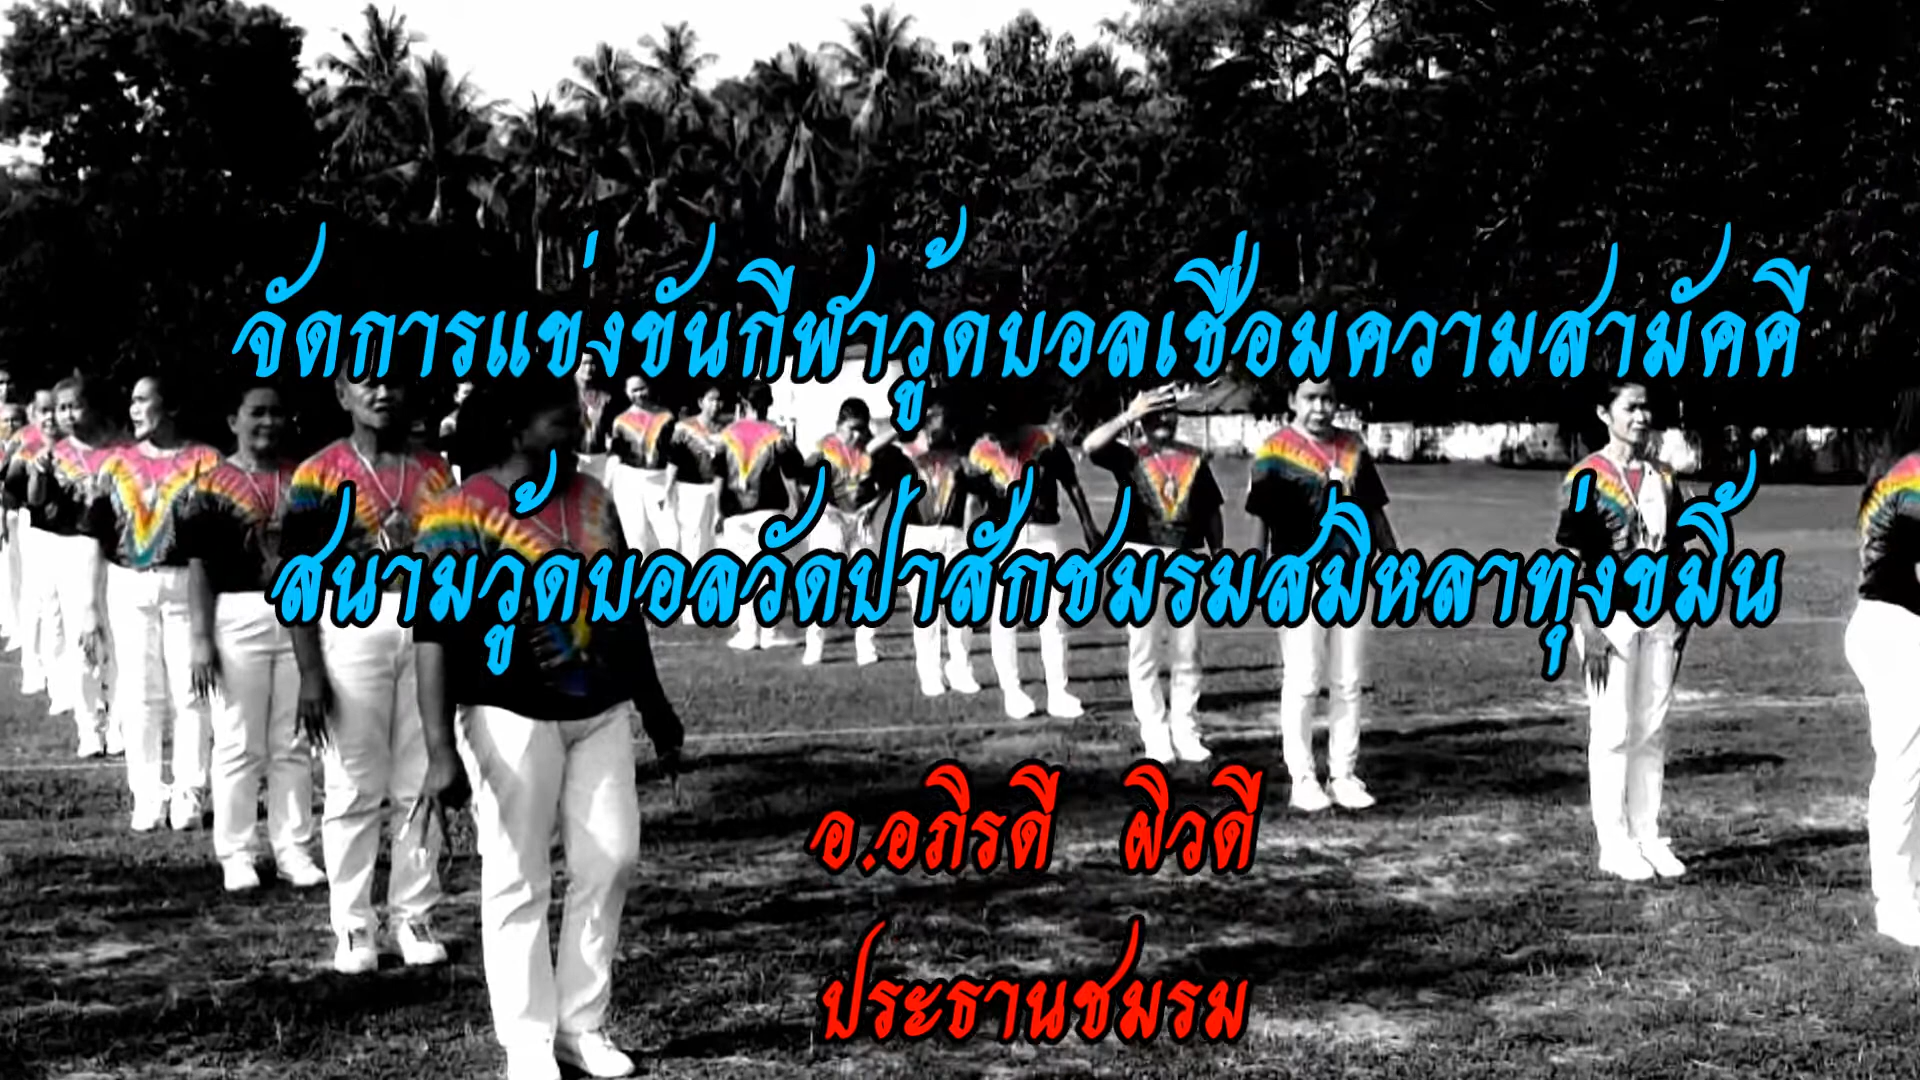 จัดการแข่งขันกีฬาวู้ดบอลเชื่อมความสามัคคี
สนามวู้ดบอลวัดป่าสักชมรมสมิหลาทุ่งขมิ้น
อ.อภิรดี ผิวดี
ประธานชมรม